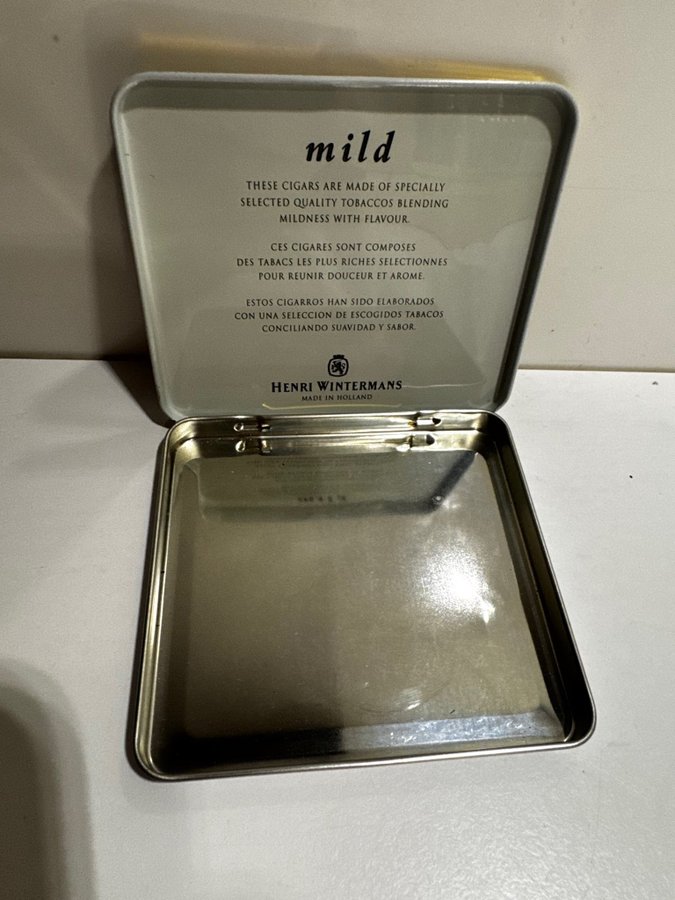 mild
THESE CIGARS ARE MADE OF SPECIALLY
SELECTED QUALITY TOBACCOS BLENDING
MILDNESS WITH FLAVOUR.
CES CIGARES SONT COMPOSES
DES TABACS LES PLUS RICHES SELECTIONNES
POUR REUNIR DOUCEUR ET AROME.
ESTOS CIGARROS HAN SIDO ELABORADOS
CON UNA SELECCION DE ESCOGIDOS TABACOS
CONCILIANDO SUAVIDAD Y SABOR.
HENRI WINTERMANS
MADE IN HOLLAND